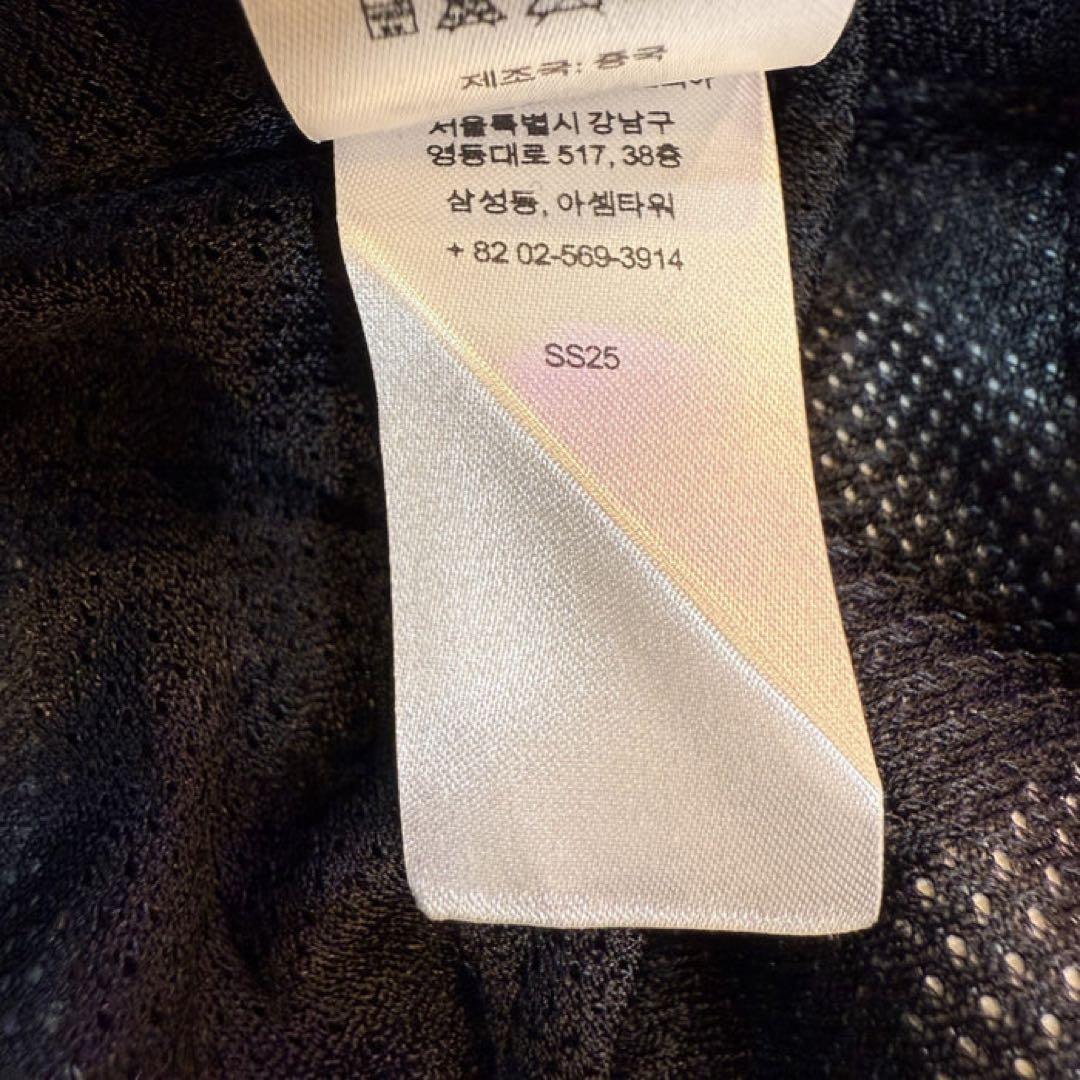 제조국: 중국
서울특별시 강남구
영동대로 517, 38층
삼성동, 아셈타워
+ 82 02-569-3914
SS25